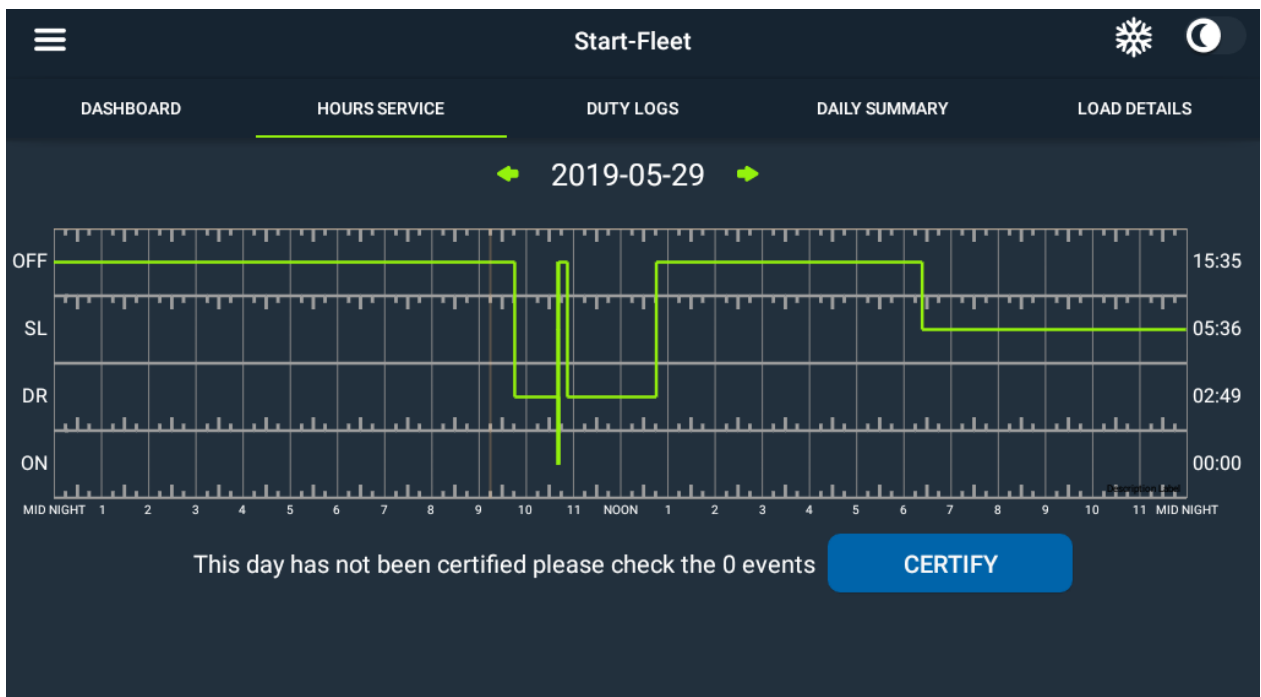 Start-Fleet
DASHBOARD HOURS SERVICE DUTY LOGS DAILY SUMMARY LOAD DETAILS
2019-05-29
OFF 15:35
SL 05:36
DR 02:49
ON 00:00
Description Label
MID NIGHT 1 2 3 4 5 6 7 8 9 10 11 NOON 1 2 3 4 5 6 7 8 9 10 11 MID NIGHT
This day has not been certified please check the 0 events CERTIFY